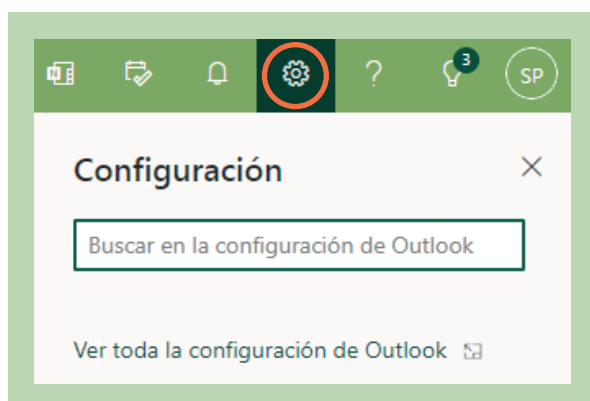 3
SP
Configuración
Buscar en la configuración de Outlook
Ver toda la configuración de Outlook